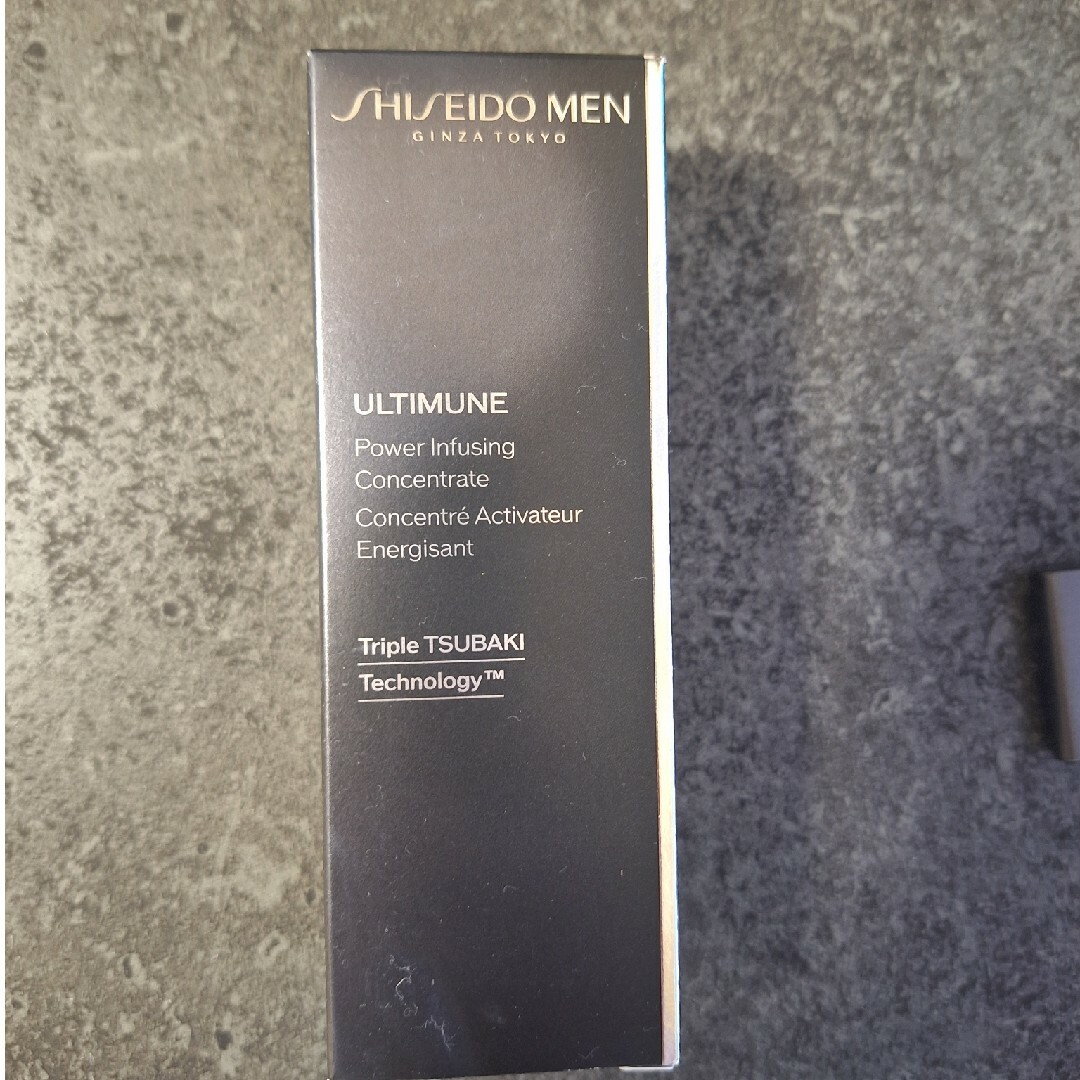 SHISEIDO MEN
GINZA TOKYO
ULTIMUNE
Power Infusing
Concentrate
Concentré Activateur
Energisant
Triple TSUBAKI
Technology™